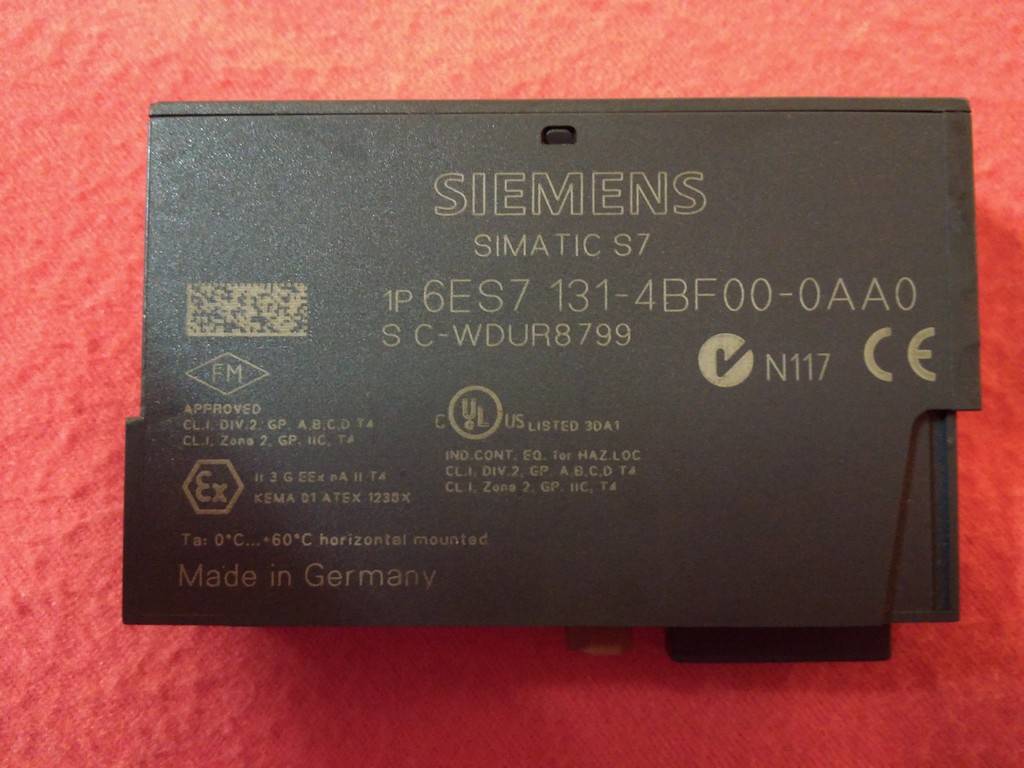 SIEMENS
SIMATIC S7
1P 6ES7 131-4BF00-0AA0
S C-WDUR8799
N117 CE
FM
APPROVED
CL.I, DIV.2, GP. A,B,C,D T4
CL.I, Zone 2, GP. IIC, T4
C UL US LISTED 3DA1
IND.CONT. EQ. for HAZ.LOC
CL.I, DIV.2, GP. A,B,C,D T4
CL.I, Zone 2, GP. IIC, T4
Ex
II 3 G EEx nA II T4
KEMA 01 ATEX 1238X
Ta: 0°C...+60°C horizontal mounted
Made in Germany